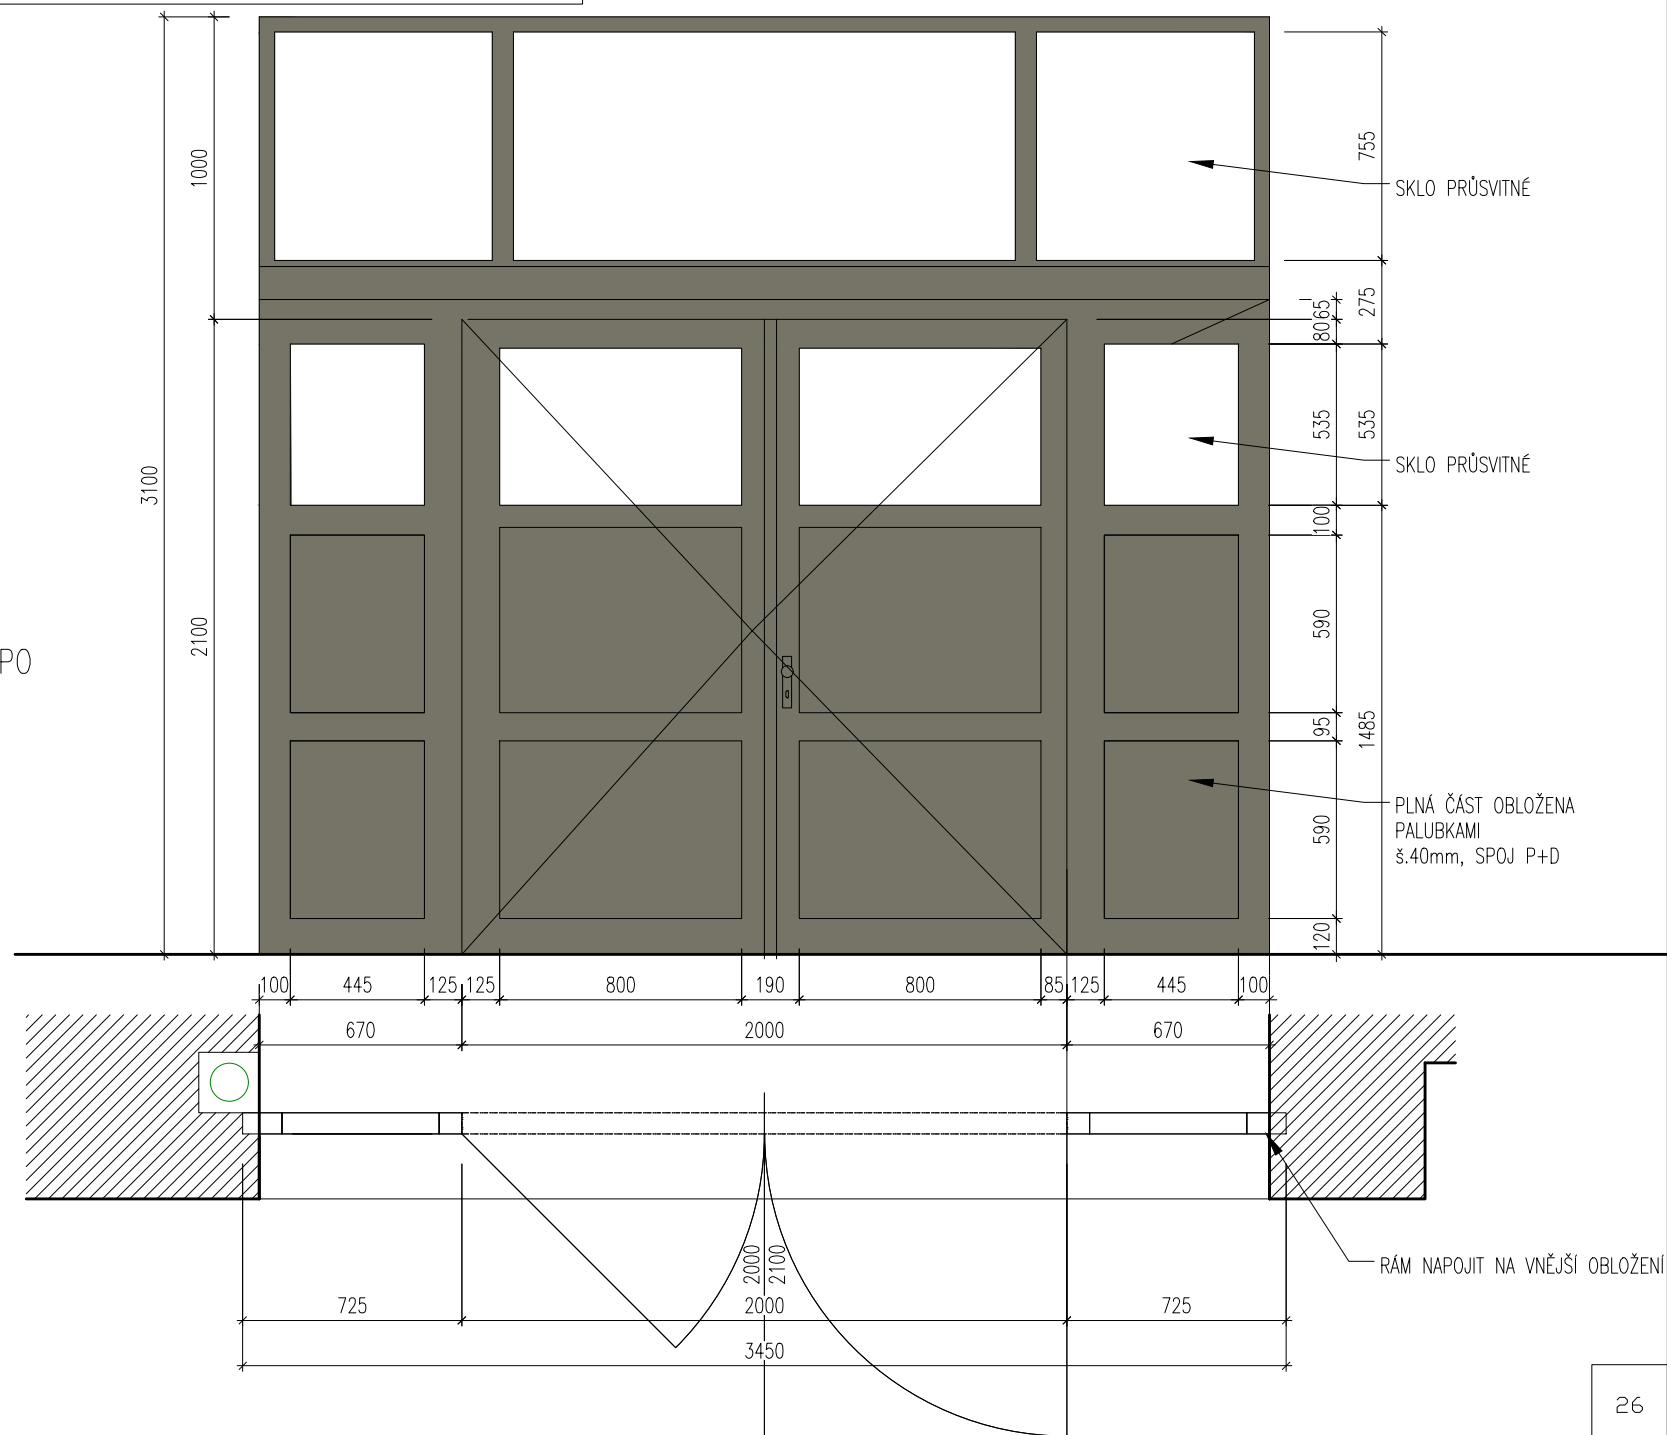 1000
755
SKLO PRŮSVITNÉ
275
65
80
3100
535
535
SKLO PRŮSVITNÉ
100
2100
590
PO
95
1485
PLNÁ ČÁST OBLOŽENA
PALUBKAMI
š.40mm, SPOJ P+D
590
120
100 445 125 125 800 190 800 85 125 445 100
670 2000 670
2000
2100
RÁM NAPOJIT NA VNĚJŠÍ OBLOŽENÍ
725 2000 725
3450
26